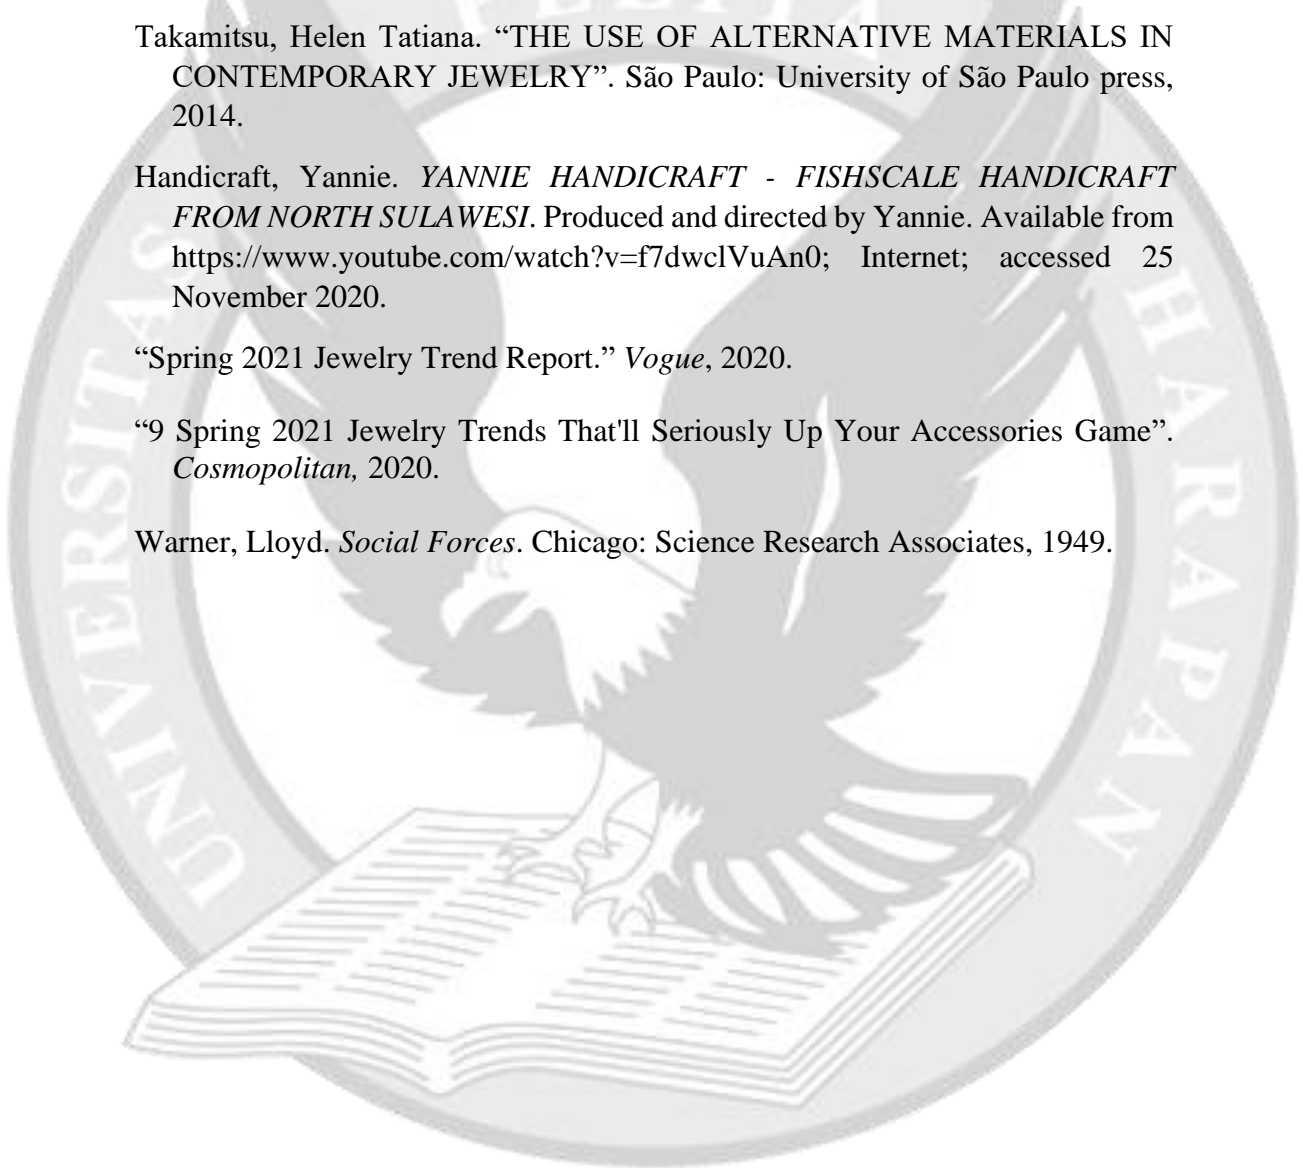 PELITA
UNIVERSITAS
HARAPAN
Takamitsu, Helen Tatiana. “THE USE OF ALTERNATIVE MATERIALS IN
CONTEMPORARY JEWELRY”. São Paulo: University of São Paulo press,
2014.
Handicraft, Yannie. YANNIE HANDICRAFT - FISHSCALE HANDICRAFT
FROM NORTH SULAWESI. Produced and directed by Yannie. Available from
https://www.youtube.com/watch?v=f7dwclVuAn0; Internet; accessed 25
November 2020.
“Spring 2021 Jewelry Trend Report.” Vogue, 2020.
“9 Spring 2021 Jewelry Trends That'll Seriously Up Your Accessories Game”.
Cosmopolitan, 2020.
Warner, Lloyd. Social Forces. Chicago: Science Research Associates, 1949.